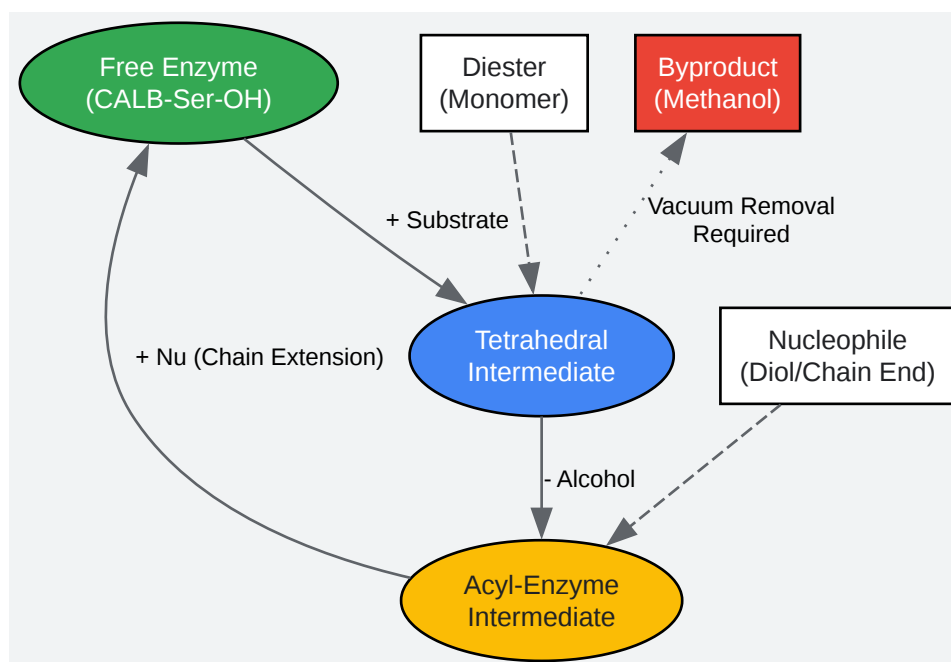 Free Enzyme
(CALB-Ser-OH)
Diester
(Monomer)
Byproduct
(Methanol)
+ Substrate
Vacuum Removal
Required
Tetrahedral
Intermediate
Nucleophile
(Diol/Chain End)
+ Nu (Chain Extension)
- Alcohol
Acyl-Enzyme
Intermediate